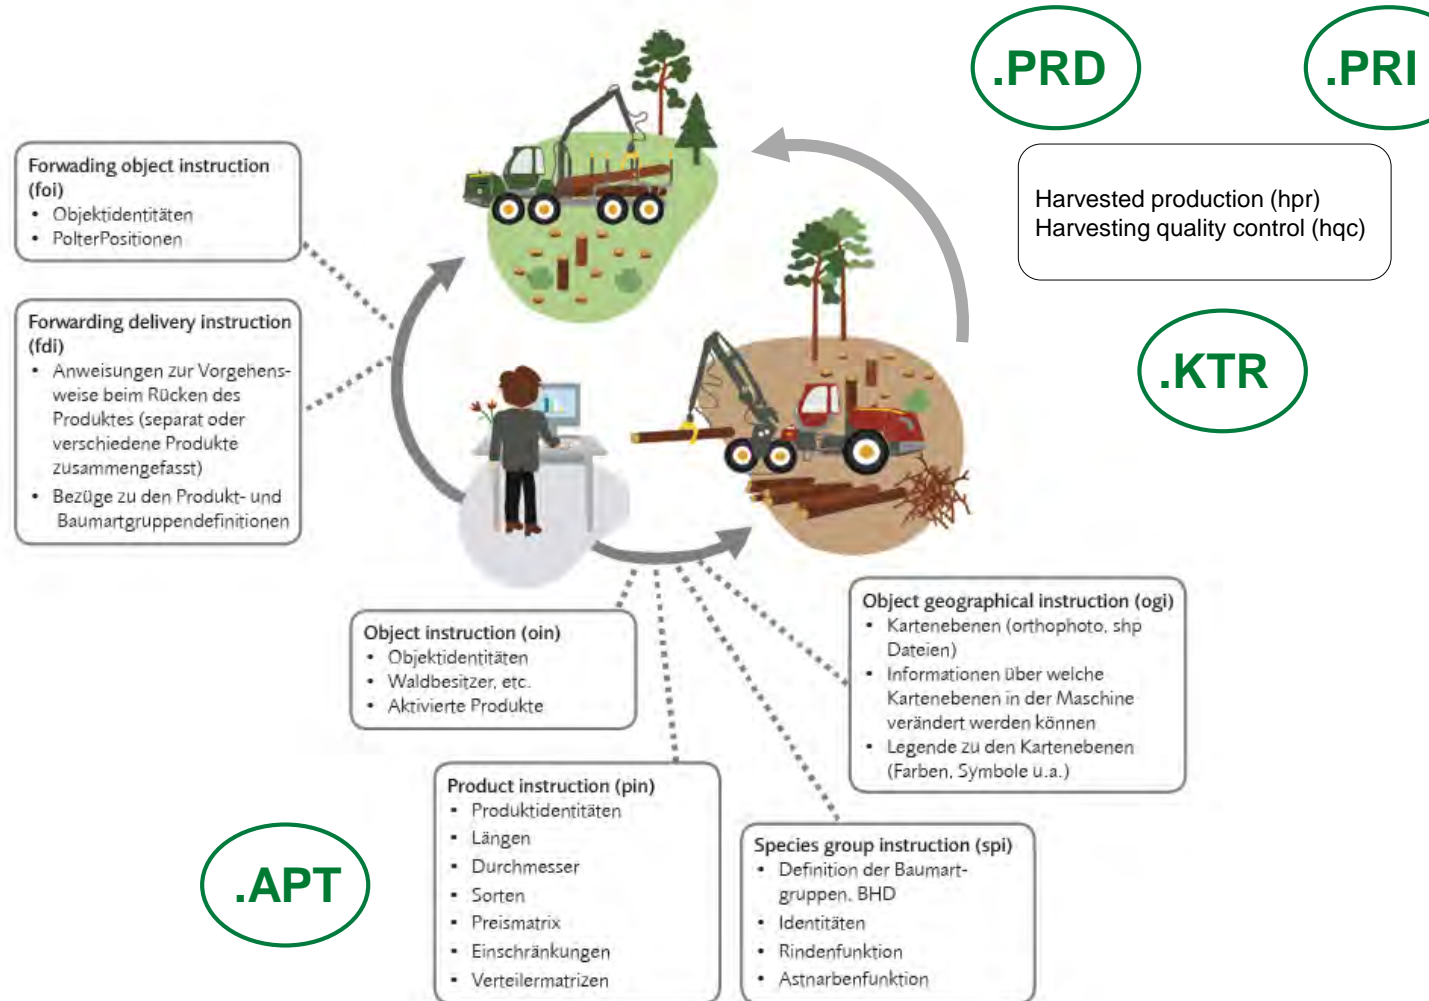 .PRD
.PRI
Harvested production (hpr)
Harvesting quality control (hqc)
.KTR
Forwading object instruction
(foi)
• Objektidentitäten
• PolterPositionen
Forwarding delivery instruction
(fdi)
• Anweisungen zur Vorgehens-
weise beim Rücken des
Produktes (separat oder
verschiedene Produkte
zusammengefasst)
• Bezüge zu den Produkt- und
Baumartgruppendefinitionen
Object instruction (oin)
• Objektidentitäten
• Waldbesitzer, etc.
• Aktivierte Produkte
Object geographical instruction (ogi)
• Kartenebenen (orthophoto, shp
Dateien)
• Informationen über welche
Kartenebenen in der Maschine
verändert werden können
• Legende zu den Kartenebenen
(Farben, Symbole u.a.)
.APT
Product instruction (pin)
• Produktidentitäten
• Längen
• Durchmesser
• Sorten
• Preismatrix
• Einschränkungen
• Verteilermatrizen
Species group instruction (spi)
• Definition der Baumart-
gruppen, BHD
• Identitäten
• Rindenfunktion
• Astnarbenfunktion